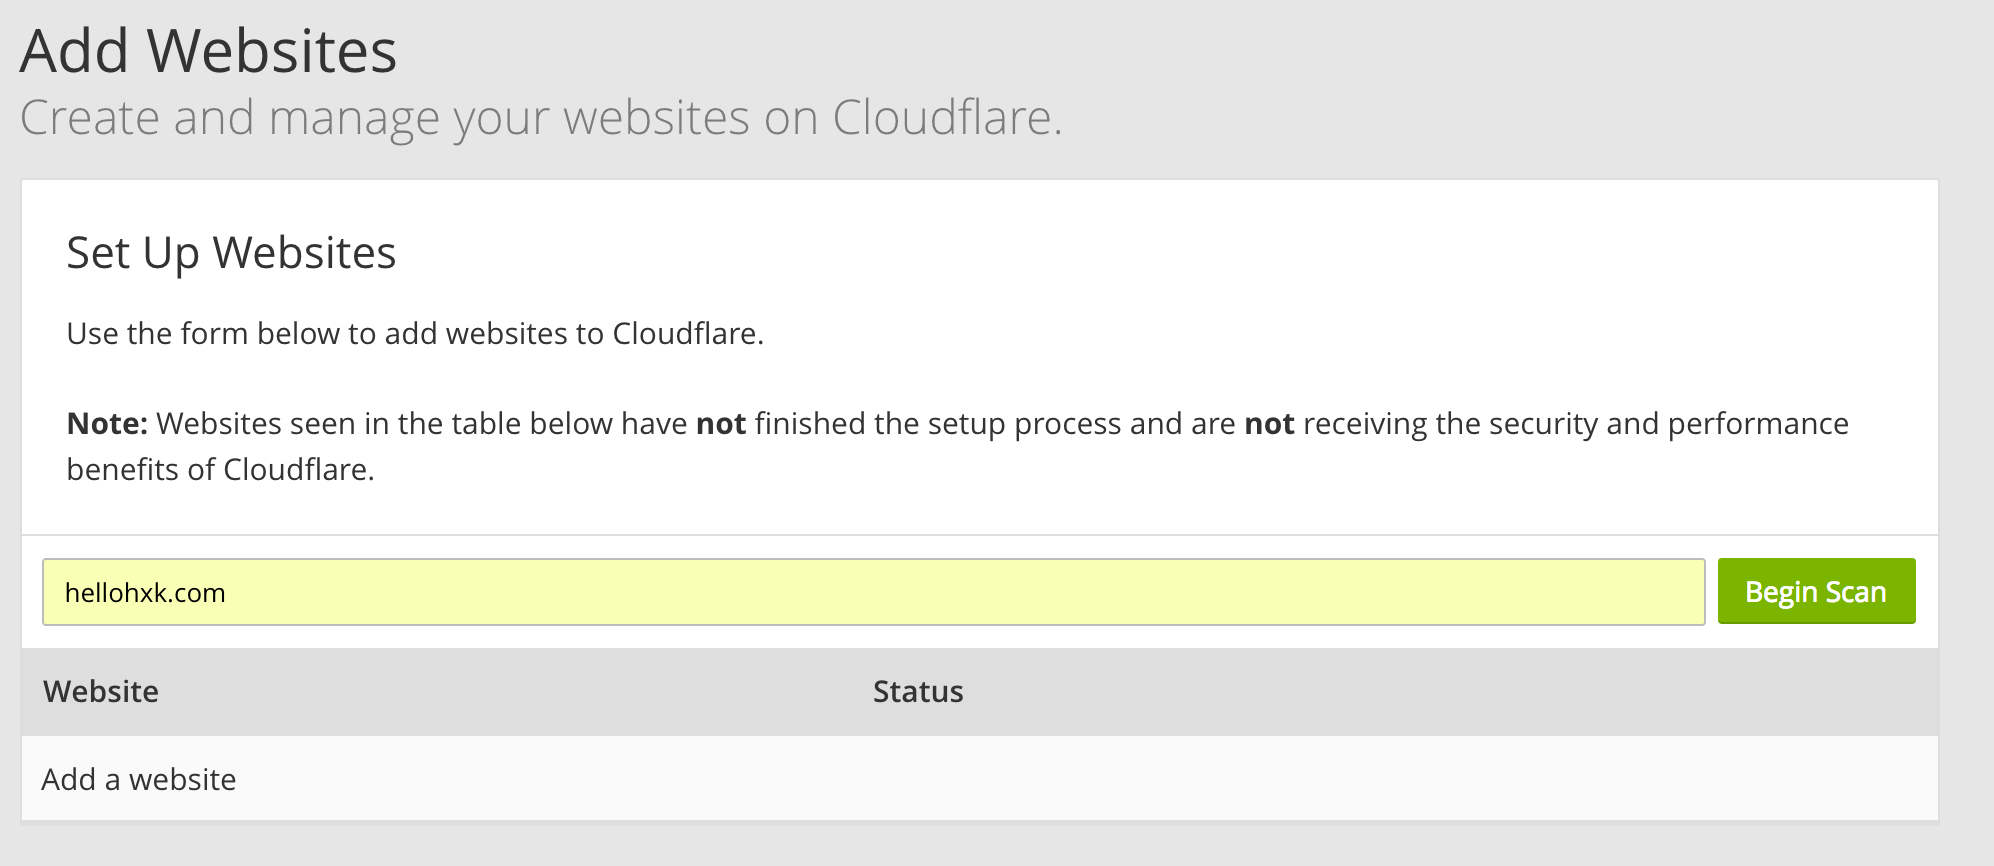 Add Websites
Create and manage your websites on Cloudflare.
Set Up Websites
Use the form below to add websites to Cloudflare.
Note: Websites seen in the table below have not finished the setup process and are not receiving the security and performance
benefits of Cloudflare.
hellohxk.com
Begin Scan
Website Status
Add a website